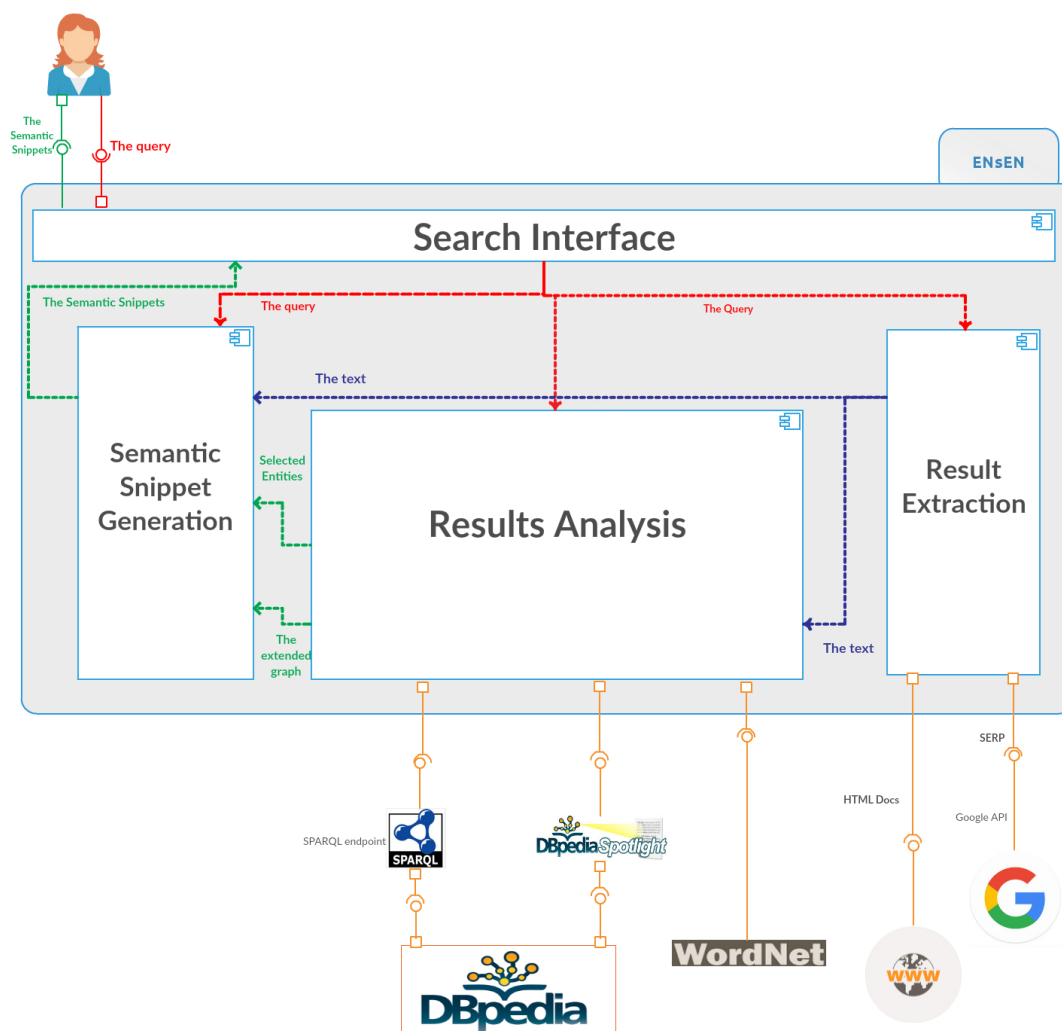 The
Semantic
Snippets
The query
ENsEN
Search Interface
The Semantic Snippets
The query
The Query
The text
Semantic
Snippet
Generation
Selected
Entities
Results Analysis
Result
Extraction
The
extended
graph
The text
SERP
HTML Docs
Google API
SPARQL endpoint
SPARQL
DBpedia Spotlight
WordNet
www
DBpedia